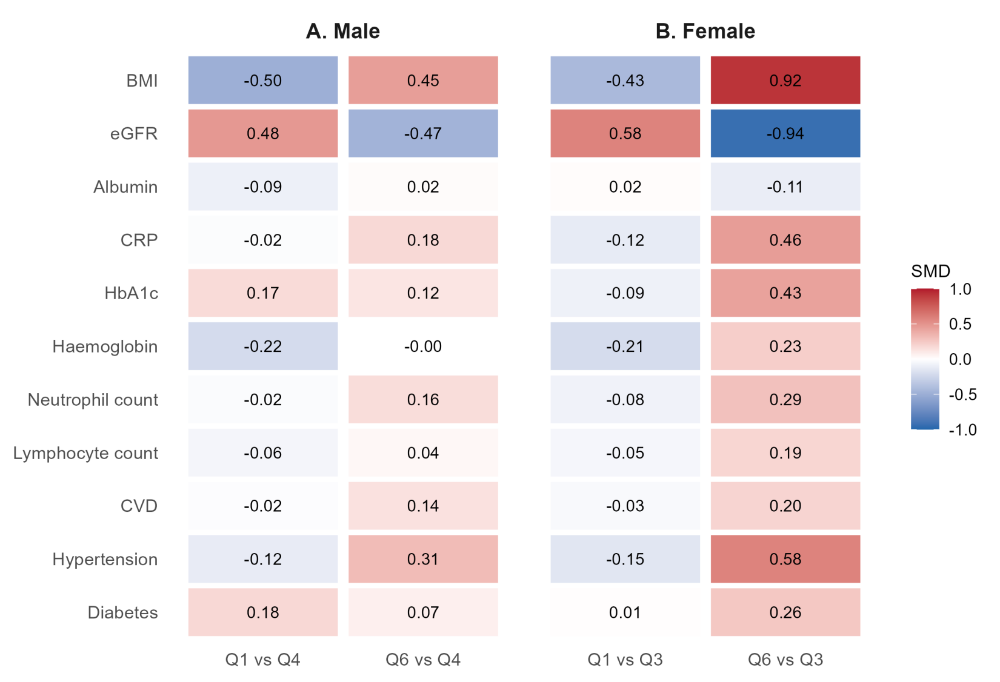 A. Male B. Female
BMI -0.50 0.45 -0.43 0.92
eGFR 0.48 -0.47 0.58 -0.94
Albumin -0.09 0.02 0.02 -0.11
CRP -0.02 0.18 -0.12 0.46
HbA1c 0.17 0.12 -0.09 0.43
Haemoglobin -0.22 -0.00 -0.21 0.23
Neutrophil count -0.02 0.16 -0.08 0.29
Lymphocyte count -0.06 0.04 -0.05 0.19
CVD -0.02 0.14 -0.03 0.20
Hypertension -0.12 0.31 -0.15 0.58
Diabetes 0.18 0.07 0.01 0.26
Q1 vs Q4 Q6 vs Q4 Q1 vs Q3 Q6 vs Q3
SMD
1.0
0.5
0.0
-0.5
-1.0